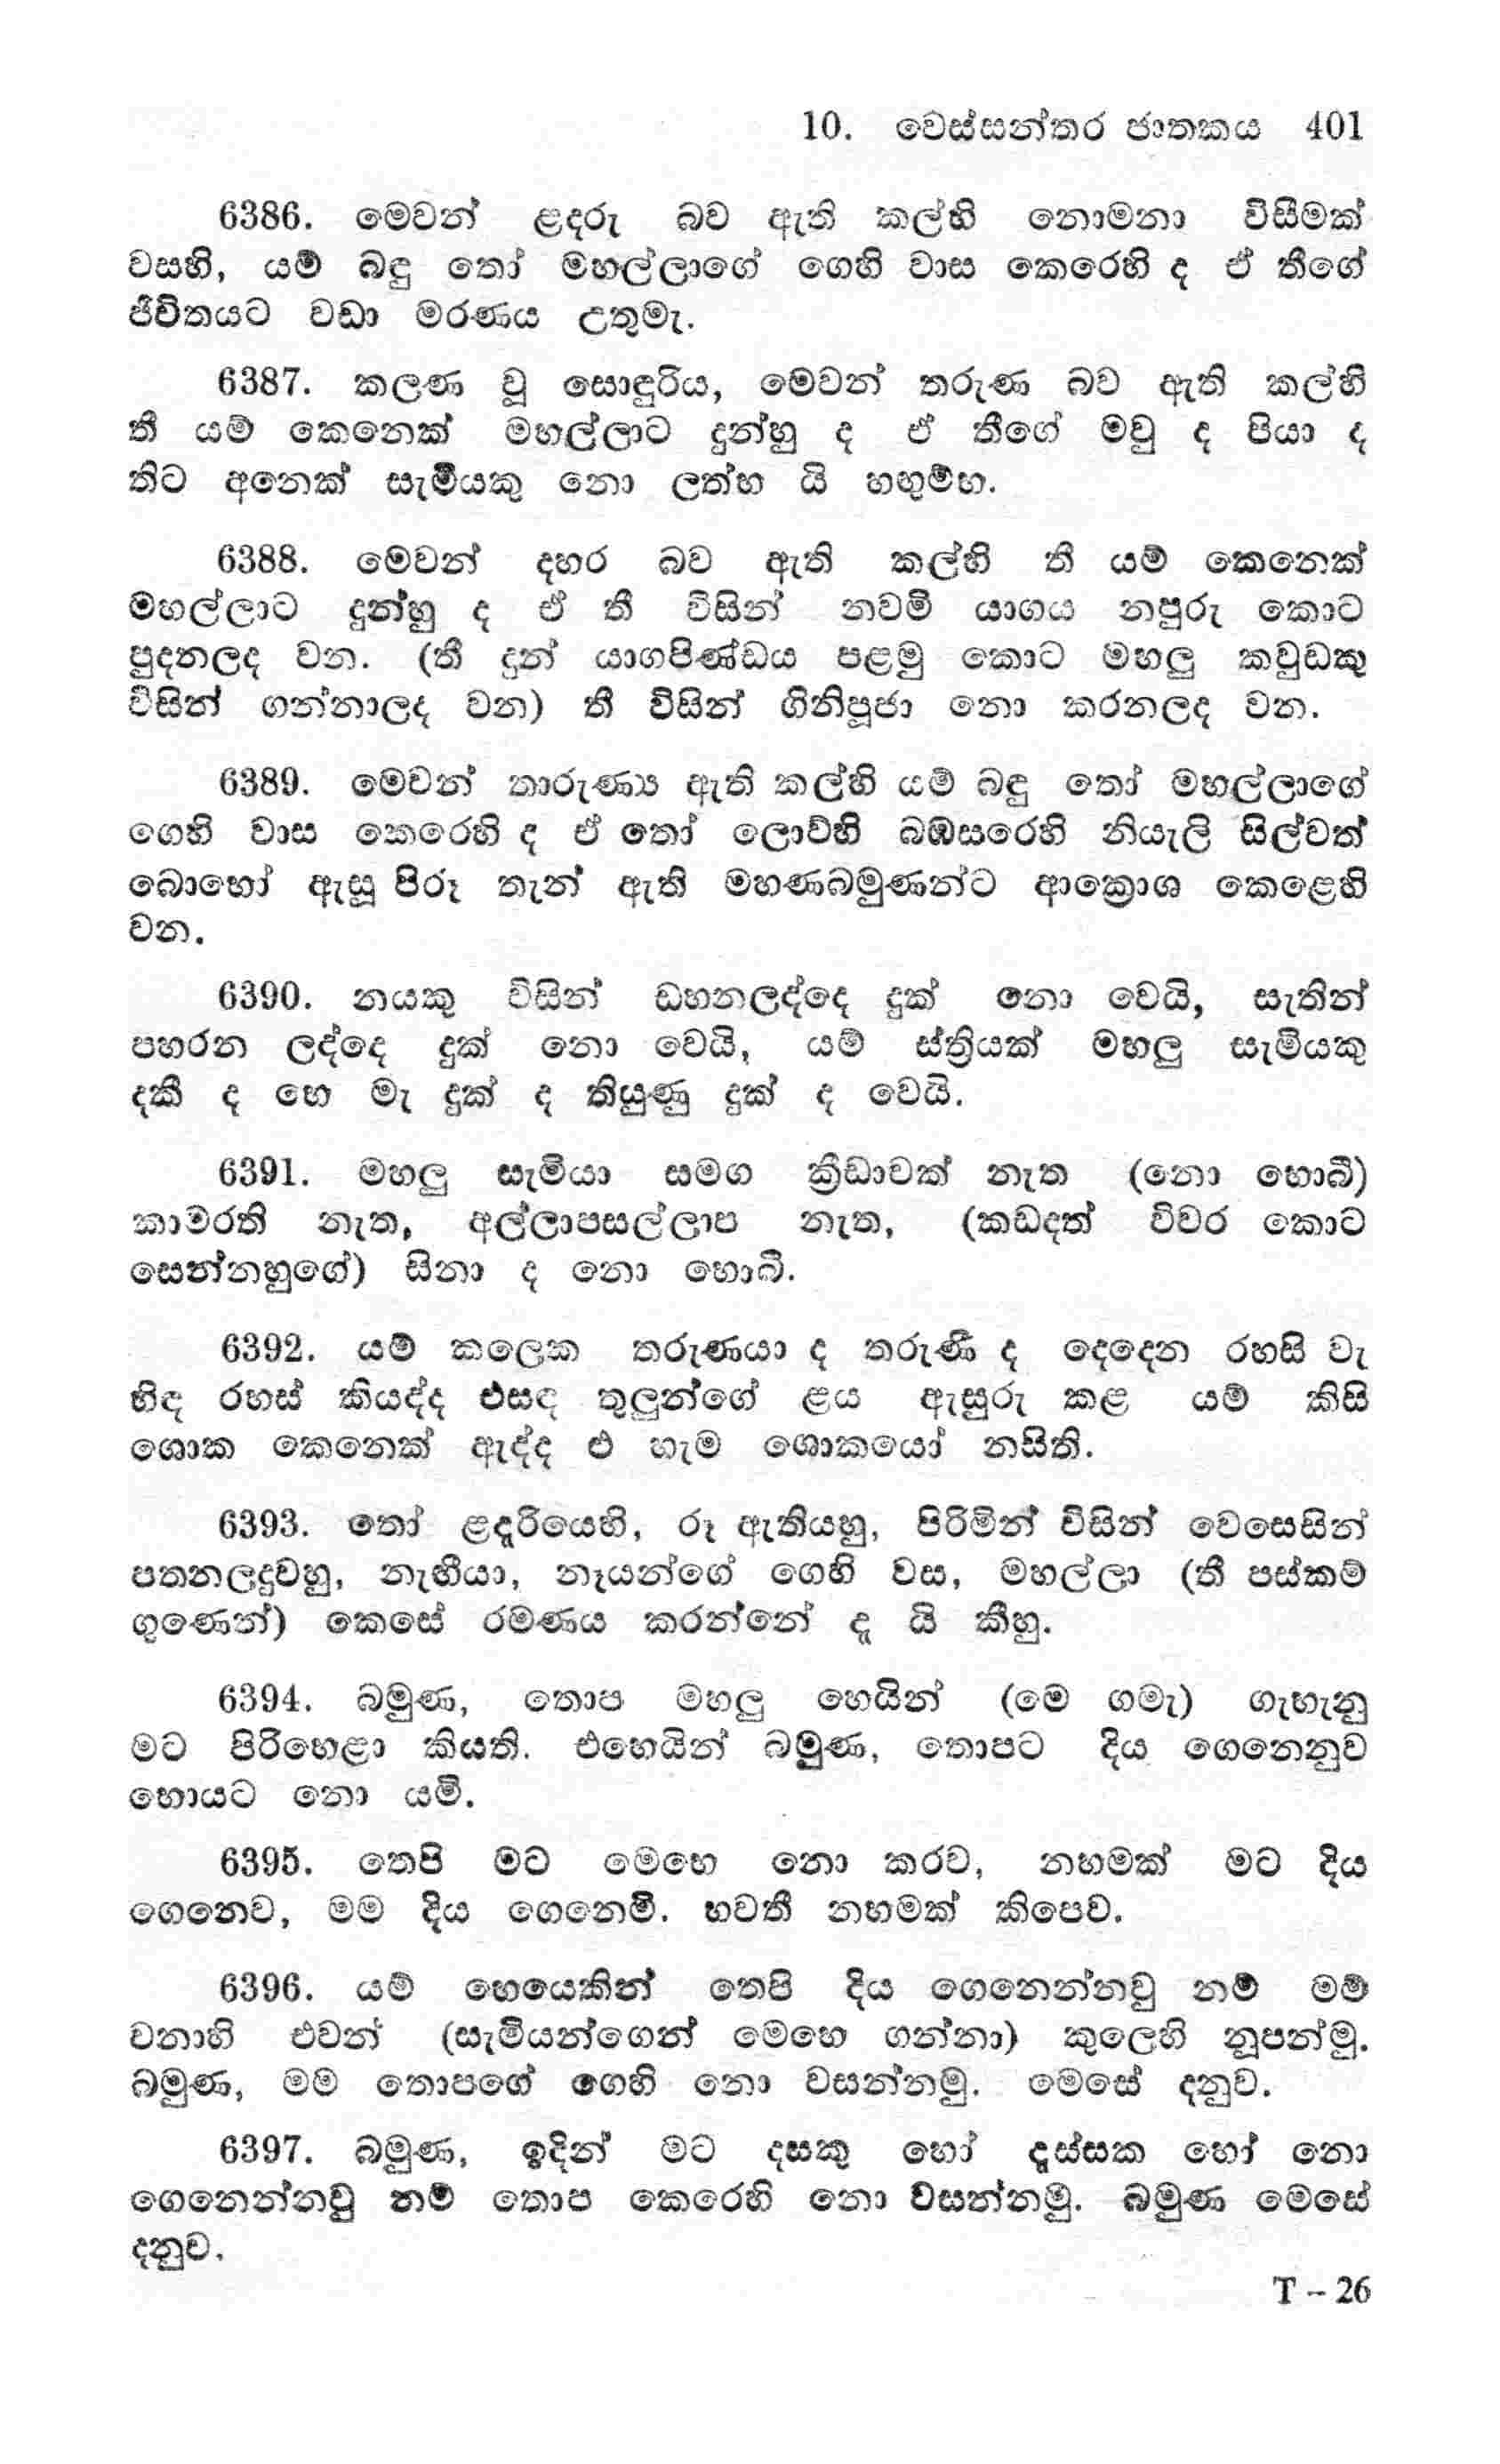 10. වෙස්සන්තර ජාතකය 401
6386. මෙවන් ළදරු බව ඇති කල්හි නොමනා විසීමක්
වසහි, යම් බඳු තෝ මහල්ලාගේ ගෙහි වාස කෙරෙහි ද ඒ තීගේ
ජීවිතයට වඩා මරණය උතුමැ.
6387. කලණ වූ සොඳුරිය, මෙවන් තරුණ බව ඇති කල්හි
තී යම් කෙනෙක් මහල්ලාට දුන්හු ද ඒ තීගේ මවු ද පියා ද
තිට අනෙක් සැමියකු නො ලත්හ යි හඟුම්හ.
6388. මෙවන් දහර බව ඇති කල්හි තී යම් කෙනෙක්
මහල්ලාට දුන්හු ද ඒ තී විසින් නවමි යාගය නපුරු කොට
පුදනලද වන. (තී දුන් යාගපිණ්ඩය පළමු කොට මහලු කවුඩකු
විසින් ගන්නාලද වන) තී විසින් ගිනිපූජා නො කරනලද වන.
6389. මෙවන් තාරුණ්‍ය ඇති කල්හි යම් බඳු තෝ මහල්ලාගේ
ගෙහි වාස කෙරෙහි ද ඒ තෝ ලොව්හි බඹසරෙහි නියැලි සිල්වත්
බොහෝ ඇසූ පිරූ තැන් ඇති මහණබමුණන්ට ආක්‍රොශ කෙළෙහි
වන.
6390. නයකු විසින් ඩහනලද්දෙ දුක් නො වෙයි, සැතින්
පහරන ලද්දෙ දුක් නො වෙයි, යම් ස්ත්‍රියක් මහලු සැමියකු
දකී ද හෙ මැ දුක් ද තියුණු දුක් ද වෙයි.
6391. මහලු සැමියා සමග ක්‍රීඩාවක් නැත (නො හොබී)
කාමරති නැත, අල්ලාපසල්ලාප නැත, (කඩදත් විවර කොට
සෙන්නහුගේ) සිනා ද නො හොබී.
6392. යම් කලෙක තරුණයා ද තරුණී ද දෙදෙන රහසි වැ
හිඳ රහස් කියද්ද එසඳ තුලුන්ගේ ළය ඇසුරු කළ යම් කිසි
ශොක කෙනෙක් ඇද්ද එ හැම ශොකයෝ නසිති.
6393. තෝ ළදැරියෙහි, රූ ඇතියහු, පිරිමින් විසින් වෙසෙසින්
පතනලදුවහු, නැඟීයා, නෑයන්ගේ ගෙහි වස, මහල්ලා (තී පස්කම්
ගුණෙන්) කෙසේ රමණය කරන්නේ දැ යි කීහු.
6394. බමුණ, තොප මහලු හෙයින් (මෙ ගමැ) ගැහැනු
මට පිරිහෙළා කියති. එහෙයින් බමුණ, තොපට දිය ගෙනෙනුව
හොයට නො යමි.
6395. තෙපි මට මෙහෙ නො කරව, නහමක් මට දිය
ගෙනෙව, මම දිය ගෙනෙමි. භවතී නහමක් කිපෙව.
6396. යම් හෙයෙකින් තෙපි දිය ගෙනෙන්නවු නම් මම්
වනාහි එවන් (සැමියන්ගෙන් මෙහෙ ගන්නා) කුලෙහි නූපන්මු.
බමුණ, මම තොපගේ ගෙහි නො වසන්නමු. මෙසේ දනුව.
6397. බමුණ, ඉදින් මට දසකු හෝ දැස්සක හෝ නො
ගෙනෙන්නවු නම් තොප කෙරෙහි නො වසන්නමු. බමුණ මෙසේ
දනුව.
T – 26